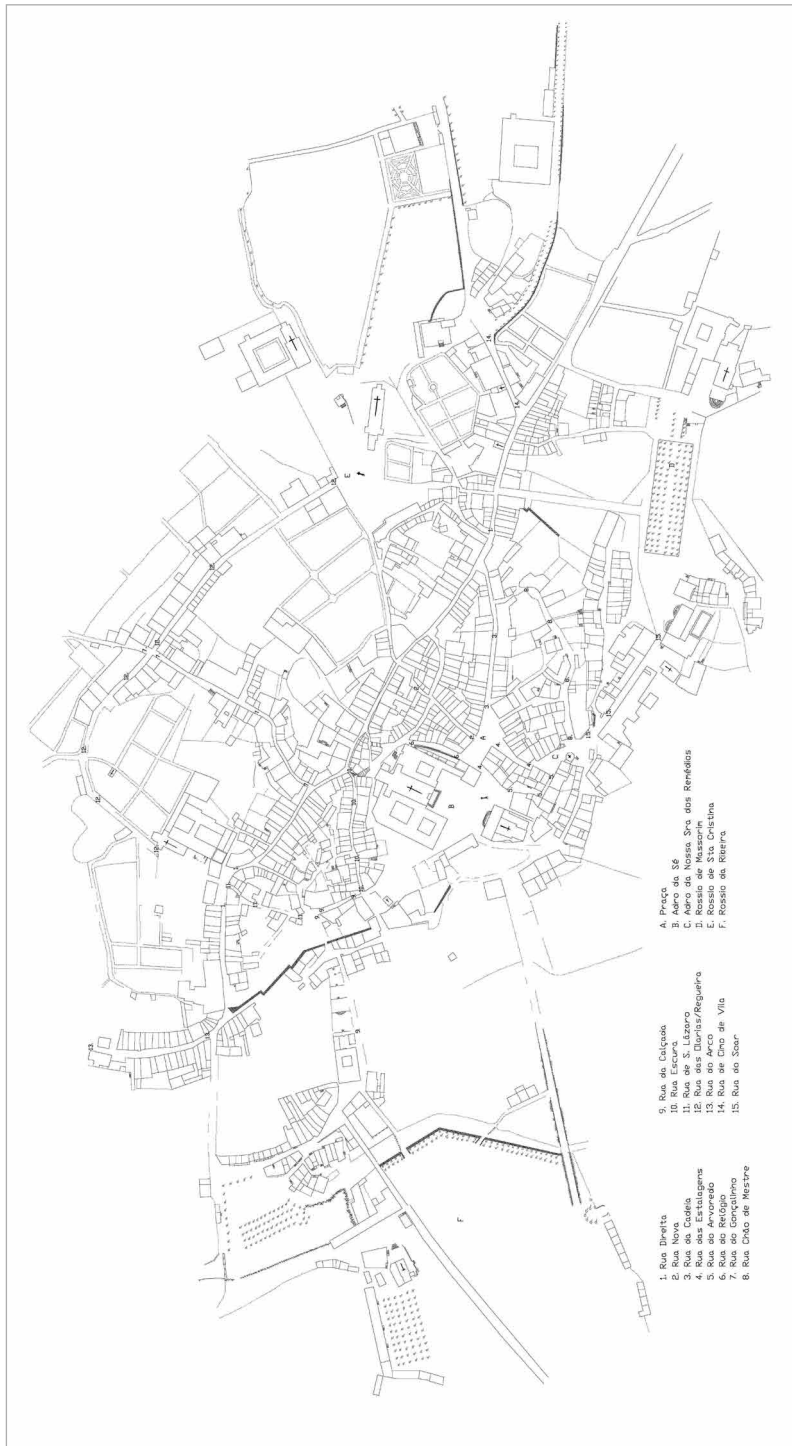 1. Rua Direita
2. Rua Nova
3. Rua da Cadeia
4. Rua das Estalagens
5. Rua do Arvoredo
6. Rua do Relógio
7. Rua do Gonçalinho
8. Rua Chão de Mestre
9. Rua da Calçada
10. Rua Escura
11. Rua de S. Lázaro
12. Rua das Olarias/Regueira
13. Rua do Arco
14. Rua de Cimo de Vila
15. Rua do Soar
A. Praça
B. Adro da Sé
C. Adro da Nossa Sra dos Remédios
D. Rossio de Massorim
E. Rossio de Sta Cristina
F. Rossio da Ribeira